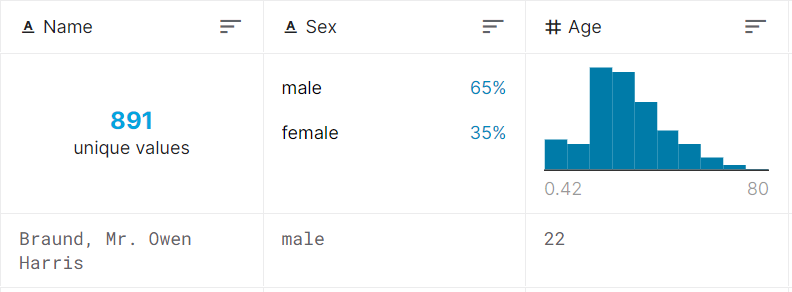 A Name
A Sex
# Age
891
unique values
male 65%
female 35%
0.42 80
Braund, Mr. Owen
Harris
male
22